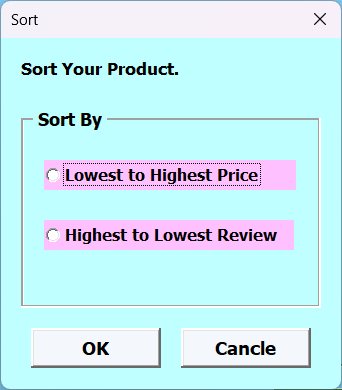 Sort
Sort Your Product.
Sort By
Lowest to Highest Price
Highest to Lowest Review
OK
Cancle